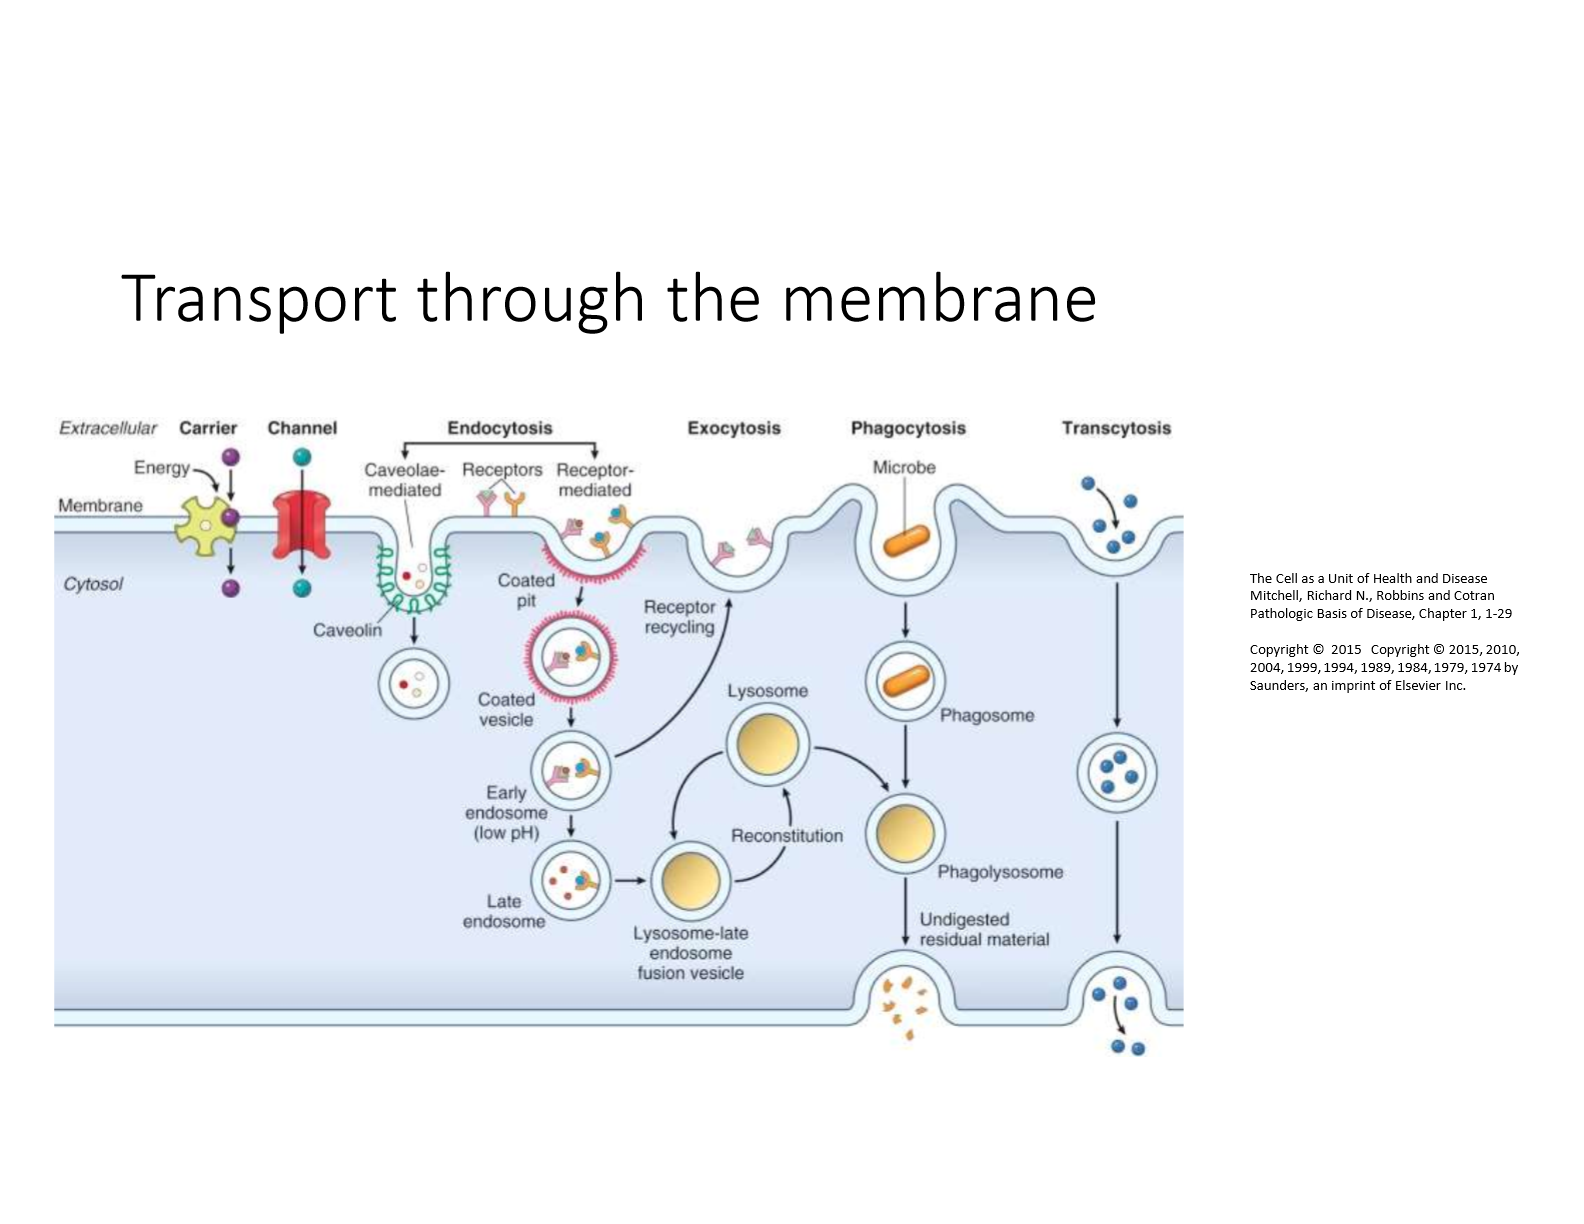 Transport through the membrane
Extracellular
Carrier
Channel
Endocytosis
Exocytosis
Phagocytosis
Transcytosis
Energy
Caveolae-
mediated
Receptors
Receptor-
mediated
Microbe
Membrane
Cytosol
Coated
pit
Caveolin
Receptor
recycling
Coated
vesicle
Lysosome
Phagosome
Early
endosome
(low pH)
Reconstitution
Phagolysosome
Late
endosome
Lysosome-late
endosome
fusion vesicle
Undigested
residual material
The Cell as a Unit of Health and Disease
Mitchell, Richard N., Robbins and Cotran
Pathologic Basis of Disease, Chapter 1, 1-29
Copyright © 2015 Copyright © 2015, 2010,
2004, 1999, 1994, 1989, 1984, 1979, 1974 by
Saunders, an imprint of Elsevier Inc.